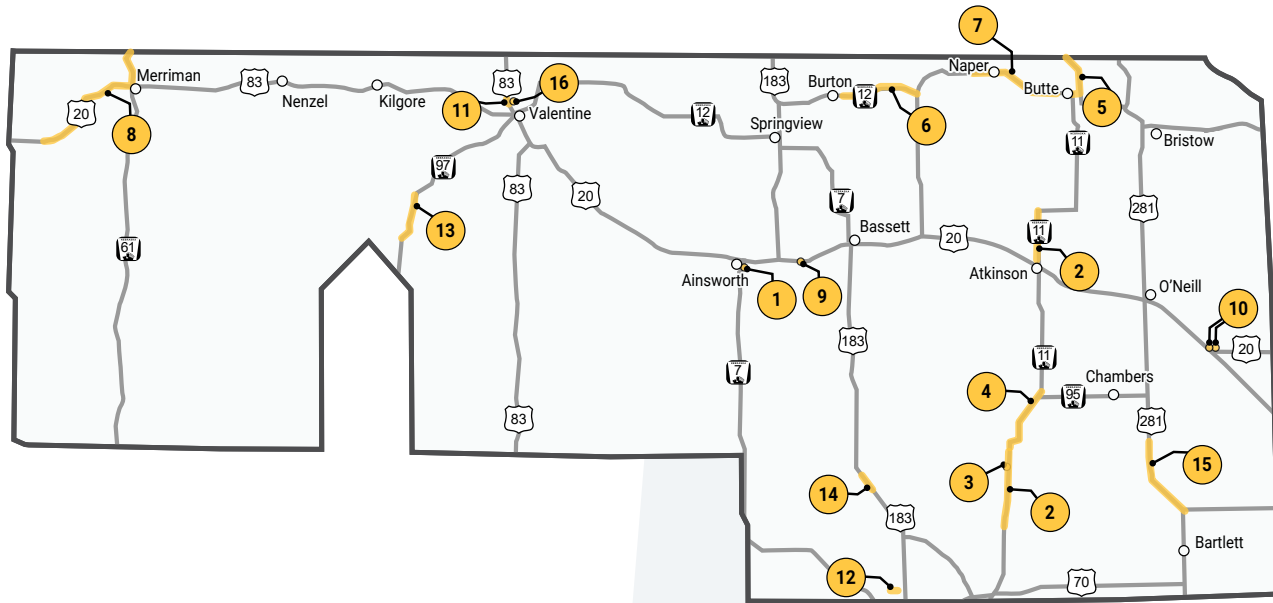 7
Naper
83
183
Burton
Merriman
83
16
Butte
Nenzel
Kilgore
12
5
20
11
Valentine
12
6
8
Springview
11
Bristow
97
83
20
7
281
13
Bassett
11
61
20
Ainsworth
Atkinson
2
1
9
O'Neill
10
183
20
11
7
4
Chambers
95
83
281
3
15
14
2
183
Bartlett
12
70